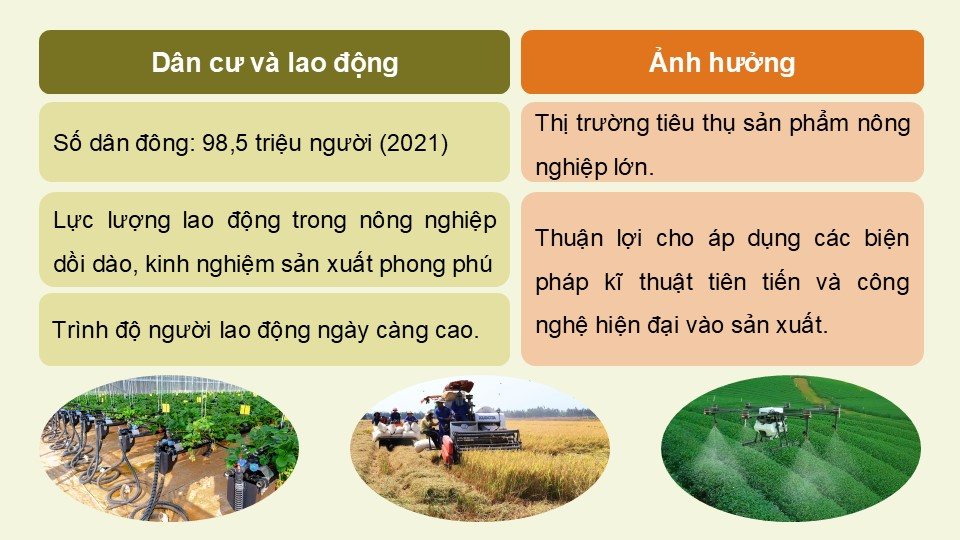 Dân cư và lao động
Ảnh hưởng
Số dân đông: 98,5 triệu người (2021)
Thị trường tiêu thụ sản phẩm nông
nghiệp lớn.
Lực lượng lao động trong nông nghiệp
dồi dào, kinh nghiệm sản xuất phong phú
Trình độ người lao động ngày càng cao.
Thuận lợi cho áp dụng các biện
pháp kĩ thuật tiên tiến và công
nghệ hiện đại vào sản xuất.